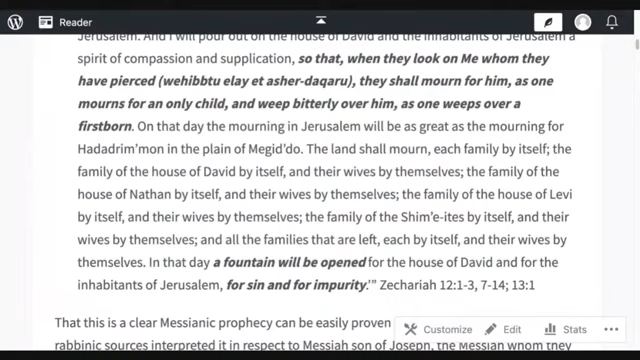 Reader
Jerusalem. And I will pour out on the house of David and the inhabitants of Jerusalem a
spirit of compassion and supplication, so that, when they look on Me whom they
have pierced (wehibbtu elay et asher-daqaru), they shall mourn for him, as one
mourns for an only child, and weep bitterly over him, as one weeps over a
firstborn. On that day the mourning in Jerusalem will be as great as the mourning for
Hadadrim’mon in the plain of Megid’do. The land shall mourn, each family by itself; the
family of the house of David by itself, and their wives by themselves; the family of the
house of Nathan by itself, and their wives by themselves; the family of the house of Levi
by itself, and their wives by themselves; the family of the Shim’e-ites by itself, and their
wives by themselves; and all the families that are left, each by itself, and their wives by
themselves. In that day a fountain will be opened for the house of David and for the
inhabitants of Jerusalem, for sin and for impurity.’” Zechariah 12:1-3, 7-14; 13:1
That this is a clear Messianic prophecy can be easily proven
Customize Edit Stats
rabbinic sources interpreted it in respect to Messiah son of Joseph, the Messiah whom they